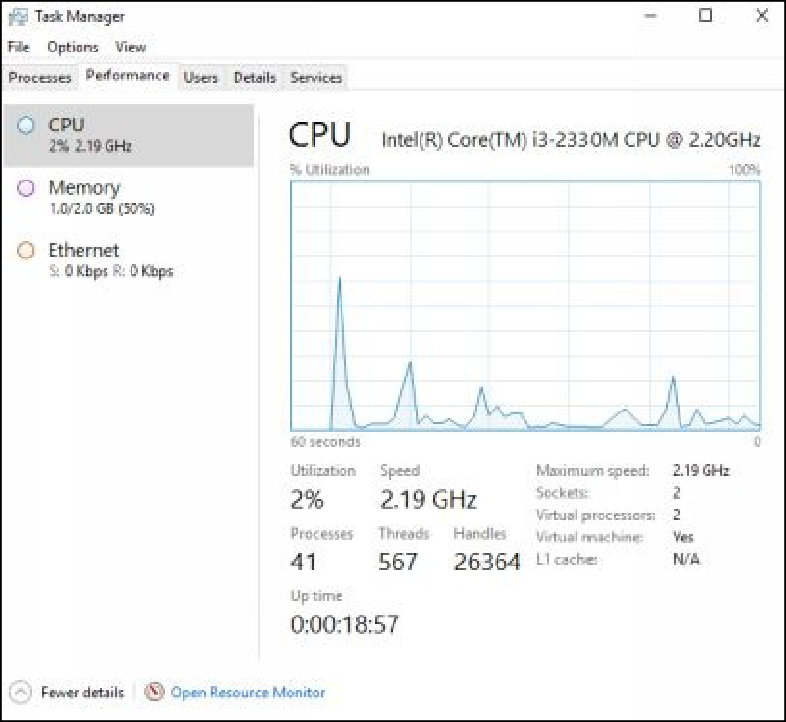 Task Manager
File Options View
Processes Performance Users Details Services
CPU
2% 2.19 GHz
Memory
1.0/2.0 GB (50%)
Ethernet
S: 0 Kbps R: 0 Kbps
CPU Intel(R) Core(TM) i3-2330M CPU @ 2.20GHz
% Utilization 100%
60 seconds 0
Utilization Speed
2% 2.19 GHz
Processes Threads Handles
41 567 26364
Up time
0:00:18:57
Maximum speed: 2.19 GHz
Sockets: 2
Virtual processors: 2
Virtual machine: Yes
L1 cache: N/A
Fewer details Open Resource Monitor